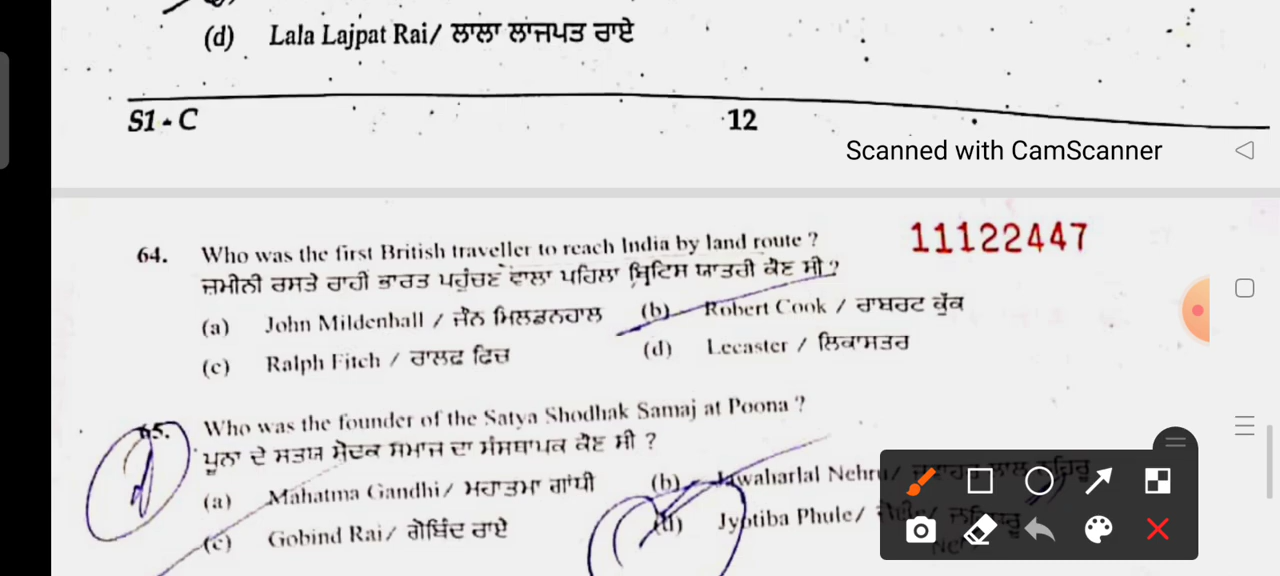 (d) Lala Lajpat Rai/ ਲਾਲਾ ਲਾਜਪਤ ਰਾਏ
S1 - C 12
Scanned with CamScanner
11122447
64. Who was the first British traveller to reach India by land route ?
ਜ਼ਮੀਨੀ ਰਸਤੇ ਰਾਹੀਂ ਭਾਰਤ ਪਹੁੰਚਣ ਵਾਲਾ ਪਹਿਲਾ ਬ੍ਰਿਟਿਸ ਯਾਤਰੀ ਕੌਣ ਸੀ ?
(a) John Mildenhall / ਜੌਨ ਮਿਲਡਨਹਾਲ (b) Robert Cook / ਰਾਬਰਟ ਕੁੱਕ
(c) Ralph Fitch / ਰਾਲਫ ਫਿਚ (d) Lecaster / ਲਿਕਾਸਤਰ
65. Who was the founder of the Satya Shodhak Samaj at Poona ?
ਪੂਨਾ ਦੇ ਸਤਯ ਸੋਦਕ ਸਮਾਜ ਦਾ ਸੰਸਥਾਪਕ ਕੌਣ ਸੀ ?
(a) Mahatma Gandhi/ ਮਹਾਤਮਾ ਗਾਂਧੀ (b) Jawaharlal Nehru/
(c) Gobind Rai/ ਗੋਬਿੰਦ ਰਾਏ (d) Jyotiba Phule/